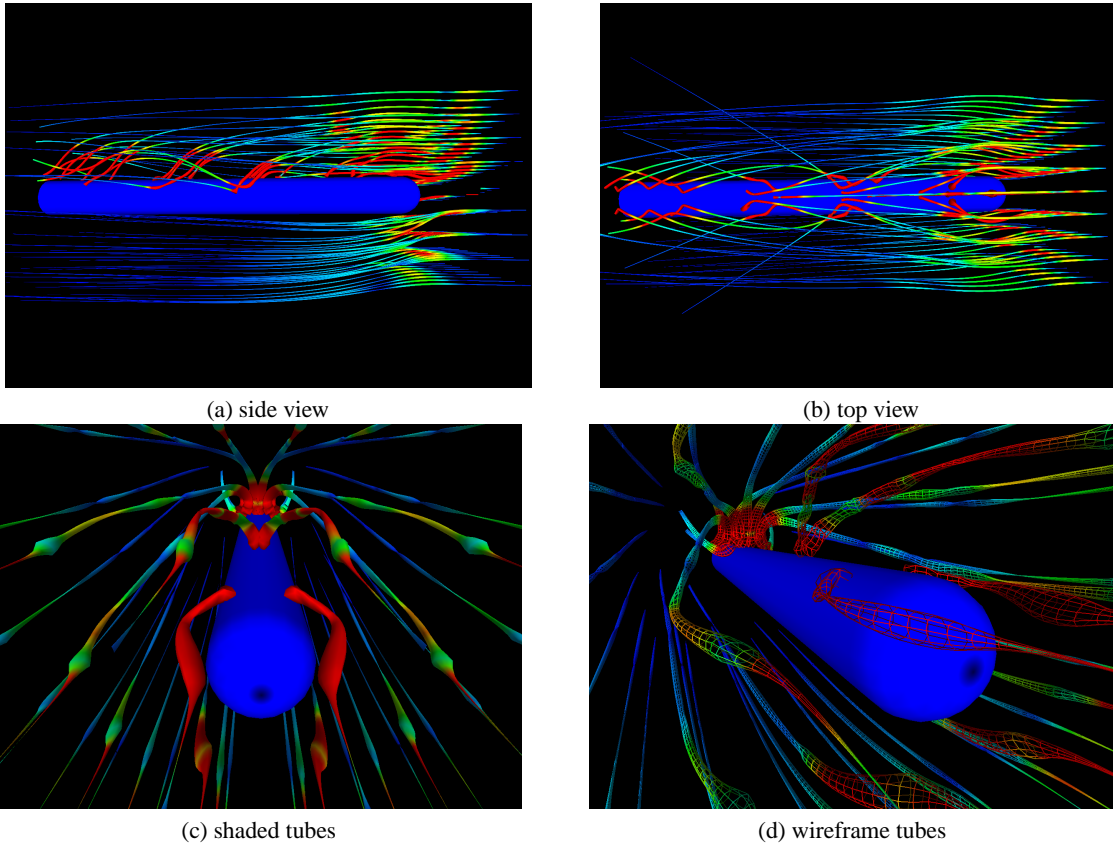 (a) side view
(b) top view
(c) shaded tubes
(d) wireframe tubes